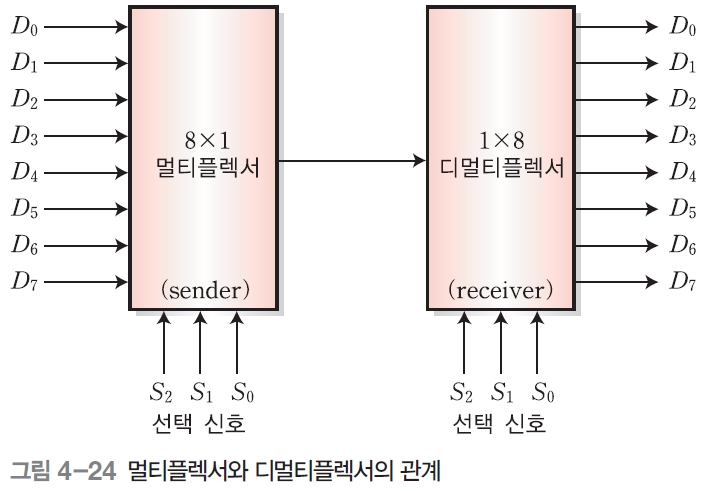 D₀ D₀
D₁ D₁
D₂ D₂
D₃ D₃
8×1 1×8
멀티플렉서 디멀티플렉서
D₄ D₄
D₅ D₅
D₆ D₆
D₇ D₇
(sender) (receiver)
S₂ S₁ S₀ S₂ S₁ S₀
선택 신호 선택 신호
그림 4-24 멀티플렉서와 디멀티플렉서의 관계